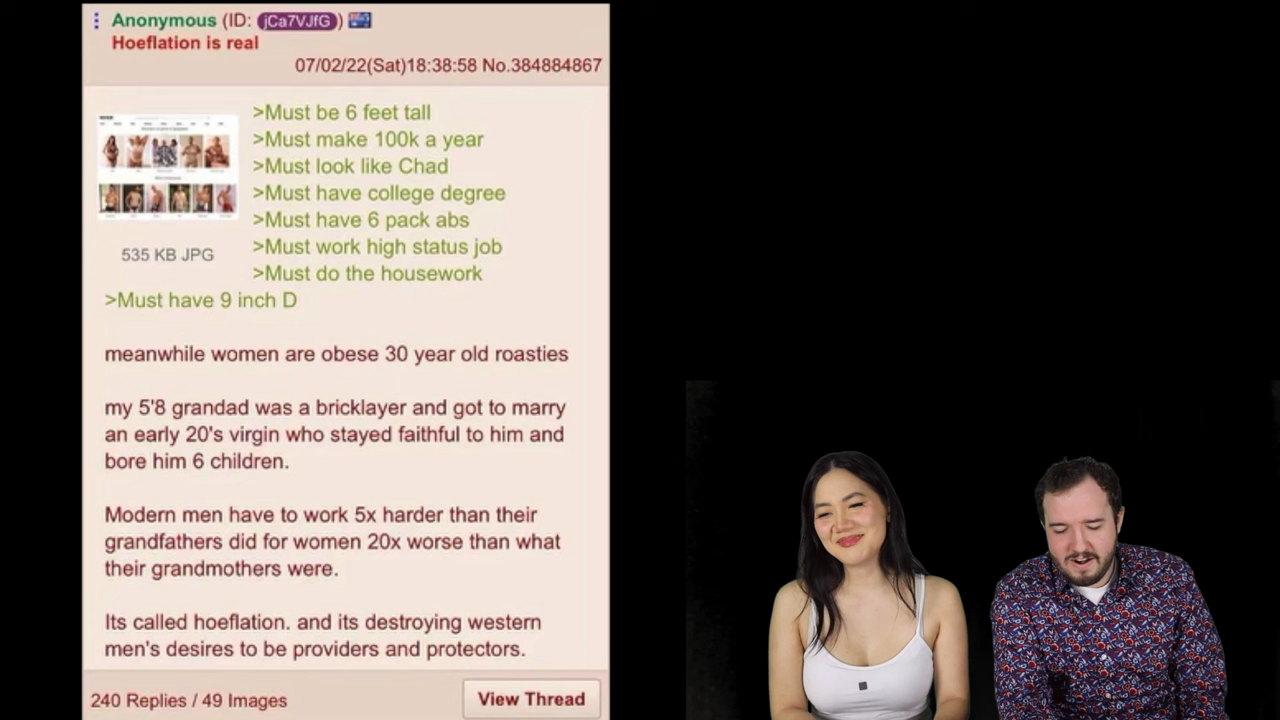 Anonymous (ID: jCa7VJfG)
Hoeflation is real
07/02/22(Sat)18:38:58 No.384884867
>Must be 6 feet tall
>Must make 100k a year
>Must look like Chad
>Must have college degree
>Must have 6 pack abs
535 KB JPG
>Must work high status job
>Must do the housework
>Must have 9 inch D
meanwhile women are obese 30 year old roasties
my 5'8 grandad was a bricklayer and got to marry
an early 20's virgin who stayed faithful to him and
bore him 6 children.
Modern men have to work 5x harder than their
grandfathers did for women 20x worse than what
their grandmothers were.
Its called hoeflation. and its destroying western
men's desires to be providers and protectors.
240 Replies / 49 Images
View Thread